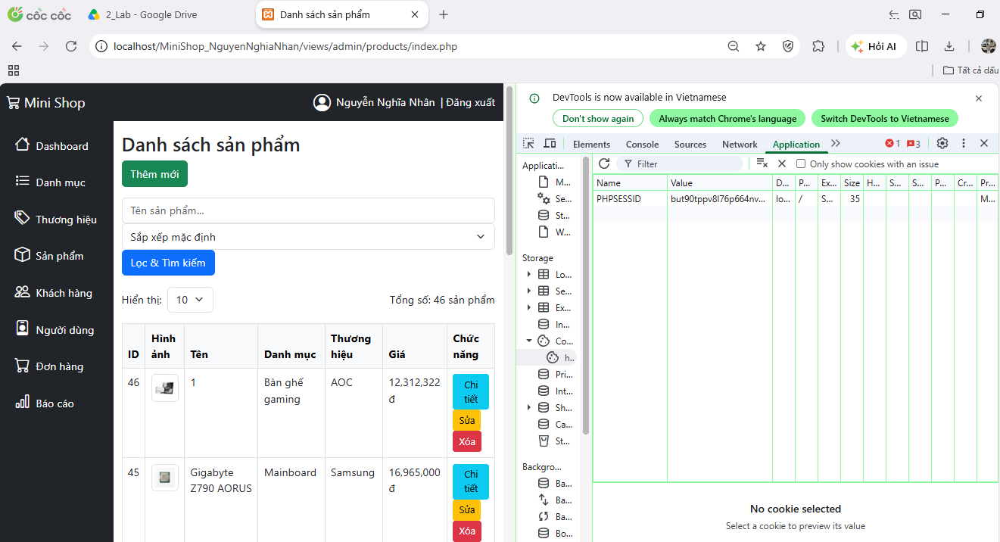 cốc cốc
2_Lab - Google Drive
Danh sách sản phẩm
localhost/MiniShop_NguyenNghiaNhan/views/admin/products/index.php
Hỏi AI
Tất cả dấu
Mini Shop
Nguyễn Nghĩa Nhân | Đăng xuất
Dashboard
Danh mục
Thương hiệu
Sản phẩm
Khách hàng
Người dùng
Đơn hàng
Báo cáo
Danh sách sản phẩm
Thêm mới
Tên sản phẩm...
Sắp xếp mặc định
Lọc & Tìm kiếm
Hiển thị: 10 Tổng số: 46 sản phẩm
ID Hình ảnh Tên Danh mục Thương hiệu Giá Chức năng
46 1 Bàn ghế gaming AOC 12,312,322 đ Chi tiết
Sửa
Xóa
45 Gigabyte Z790 AORUS Mainboard Samsung 16,965,000 đ Chi tiết
Sửa
Xóa
DevTools is now available in Vietnamese
Don't show again Always match Chrome's language Switch DevTools to Vietnamese
Elements Console Sources Network Application 1 3
Filter Only show cookies with an issue
Applicati...
M...
Se...
St...
W...
Storage
Lo...
Se...
Ex...
In...
Co...
h..
Pri...
Int...
Sh...
Ca...
St...
Backgro...
Ba...
Ba...
Ba...
Bo...
Name Value D... P... Ex... Size H... S... S... P... Cr... Pr...
PHPSESSID but90tppv8l76p664nv... lo... / S... 35 M...
No cookie selected
Select a cookie to preview its value